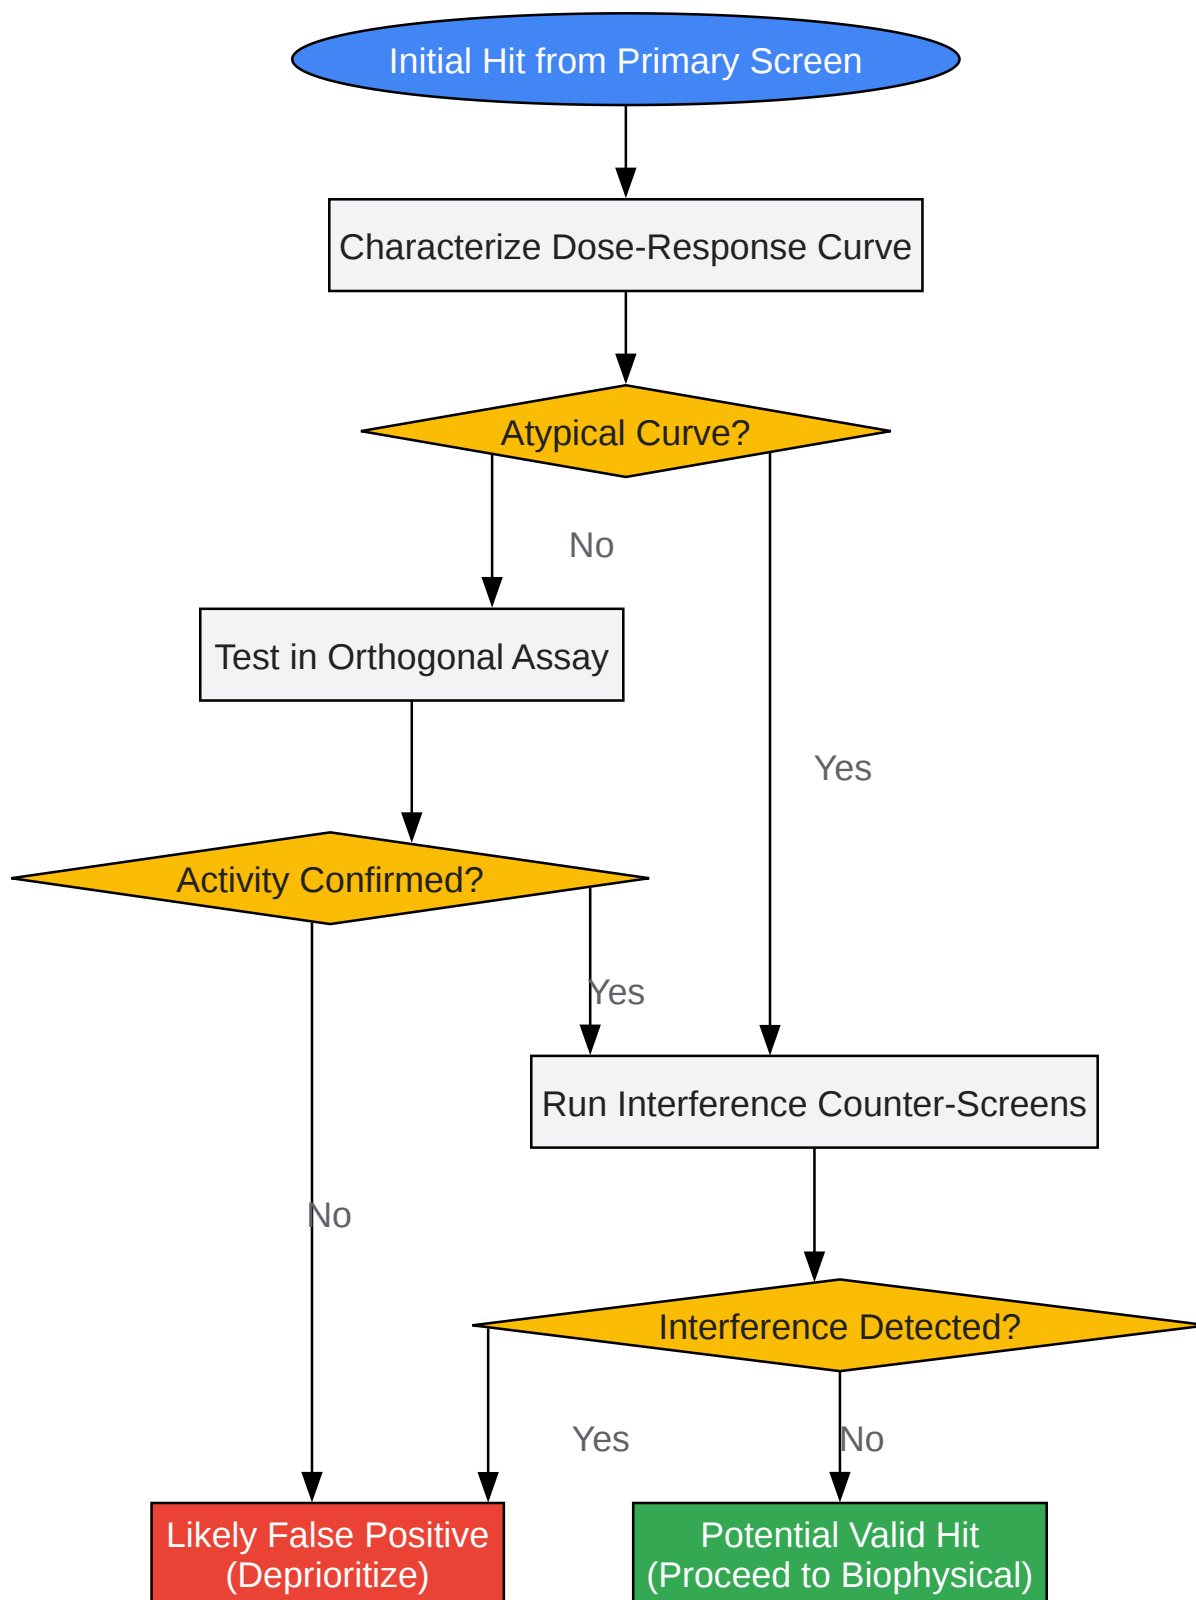 Initial Hit from Primary Screen
Characterize Dose-Response Curve
Atypical Curve?
No
Test in Orthogonal Assay
Yes
Activity Confirmed?
Yes
Run Interference Counter-Screens
No
Interference Detected?
Yes
No
Likely False Positive
(Deprioritize)
Potential Valid Hit
(Proceed to Biophysical)